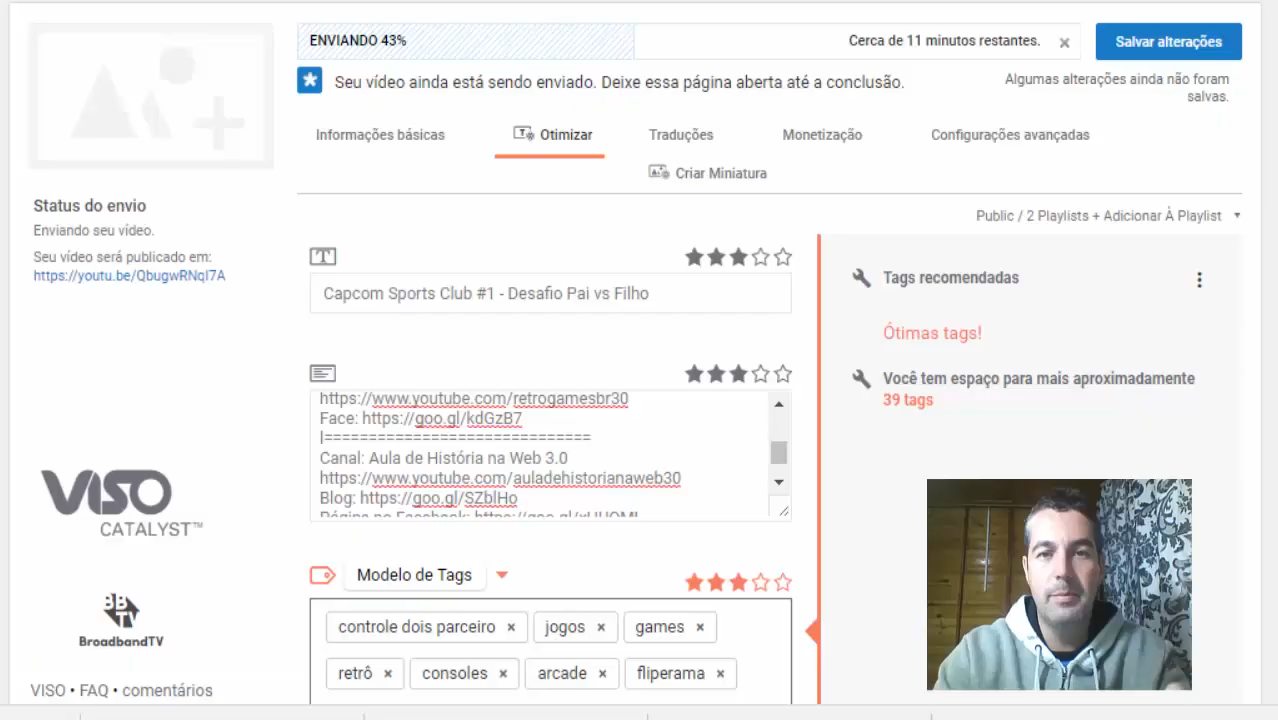 ENVIANDO 43%
Cerca de 11 minutos restantes.
Salvar alterações
Seu vídeo ainda está sendo enviado. Deixe essa página aberta até a conclusão.
Algumas alterações ainda não foram
salvas.
Informações básicas
Otimizar
Traduções
Monetização
Configurações avançadas
Criar Miniatura
Status do envio
Enviando seu vídeo.
Seu vídeo será publicado em:
https://youtu.be/QbugwRNqI7A
Public / 2 Playlists + Adicionar À Playlist
Capcom Sports Club #1 - Desafio Pai vs Filho
Tags recomendadas
Ótimas tags!
Você tem espaço para mais aproximadamente
39 tags
https://www.youtube.com/retrogamesbr30
Face: https://goo.gl/kdGzB7
|==============================
Canal: Aula de História na Web 3.0
https://www.youtube.com/auladehistorianaweb30
Blog: https://goo.gl/SZblHo
Página no Facebook:
VISO
CATALYST™
BBTV
BroadbandTV
VISO • FAQ • comentários
Modelo de Tags
controle dois parceiro ×
jogos ×
games ×
retrô ×
consoles ×
arcade ×
fliperama ×